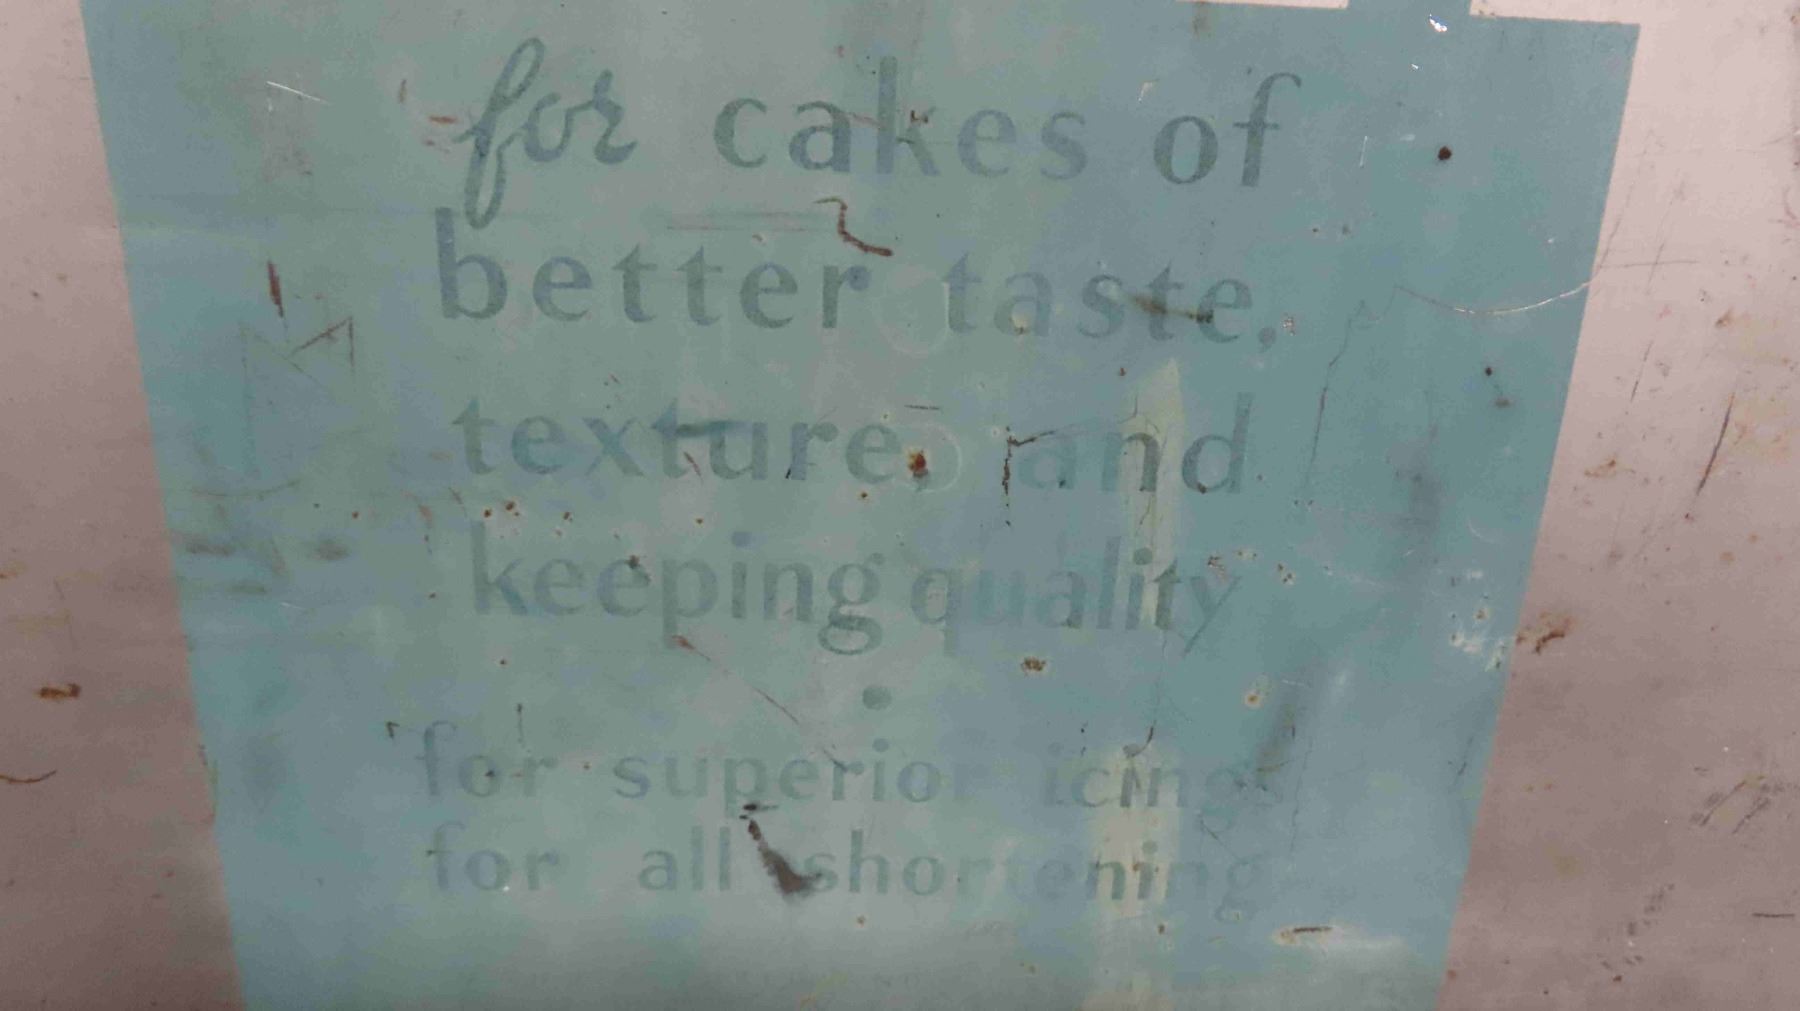 for cakes of
better taste,
texture, and
keeping quality
•
for superior icings
for all shortening